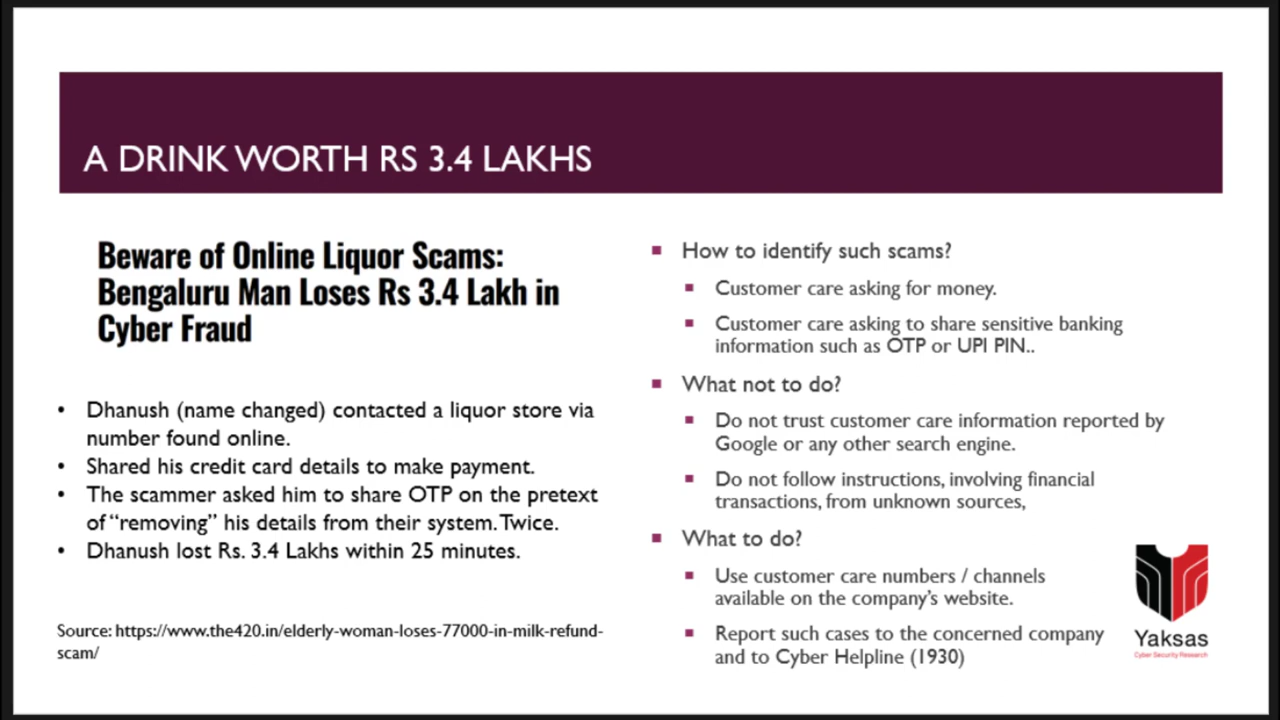 A DRINK WORTH RS 3.4 LAKHS
Beware of Online Liquor Scams:
Bengaluru Man Loses Rs 3.4 Lakh in
Cyber Fraud
• Dhanush (name changed) contacted a liquor store via
number found online.
• Shared his credit card details to make payment.
• The scammer asked him to share OTP on the pretext
of “removing” his details from their system. Twice.
• Dhanush lost Rs. 3.4 Lakhs within 25 minutes.
Source: https://www.the420.in/elderly-woman-loses-77000-in-milk-refund-
scam/
▪ How to identify such scams?
▪ Customer care asking for money.
▪ Customer care asking to share sensitive banking
information such as OTP or UPI PIN..
▪ What not to do?
▪ Do not trust customer care information reported by
Google or any other search engine.
▪ Do not follow instructions, involving financial
transactions, from unknown sources,
▪ What to do?
▪ Use customer care numbers / channels
available on the company’s website.
▪ Report such cases to the concerned company
and to Cyber Helpline (1930)
Yaksas
Cyber Security Research